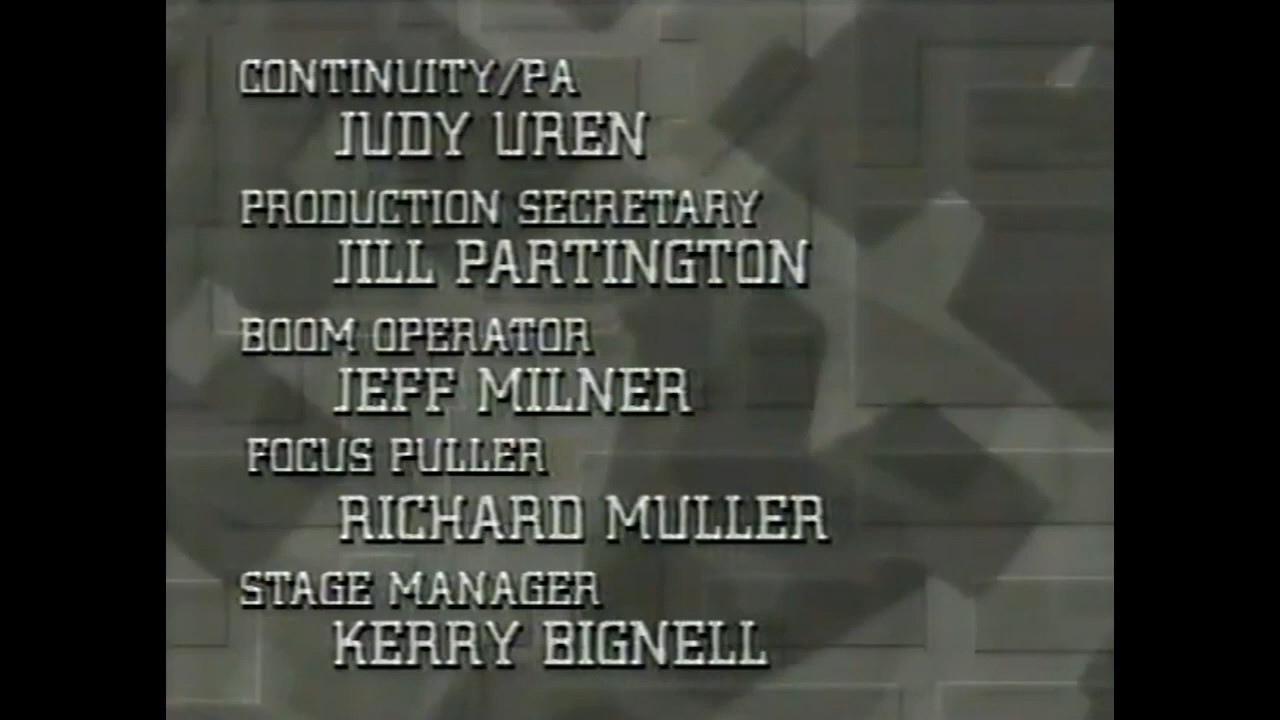 CONTINUITY/PA
JUDY UREN
PRODUCTION SECRETARY
JILL PARTINGTON
BOOM OPERATOR
JEFF MILNER
FOCUS PULLER
RICHARD MULLER
STAGE MANAGER
KERRY BIGNELL